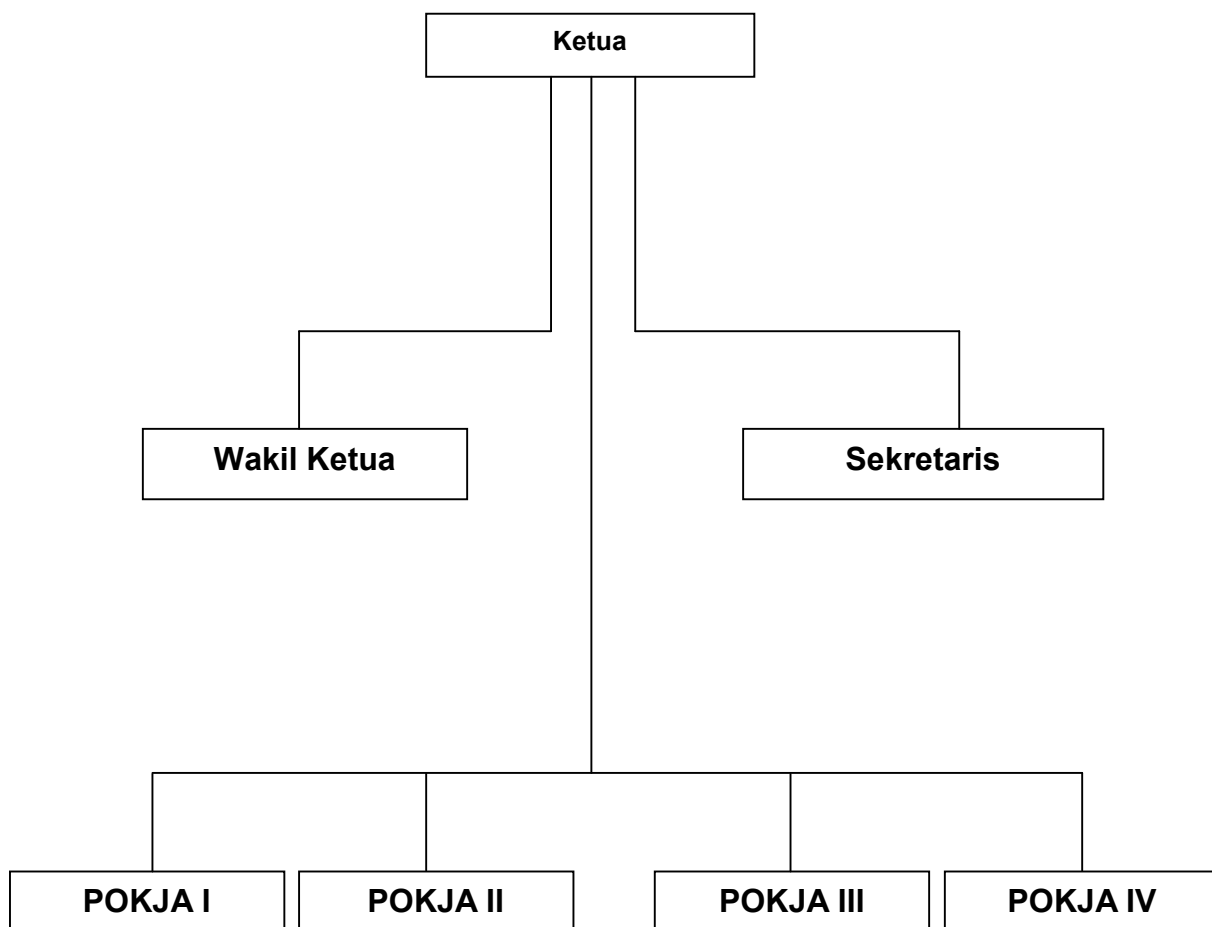 Ketua
Wakil Ketua
Sekretaris
POKJA I
POKJA II
POKJA III
POKJA IV